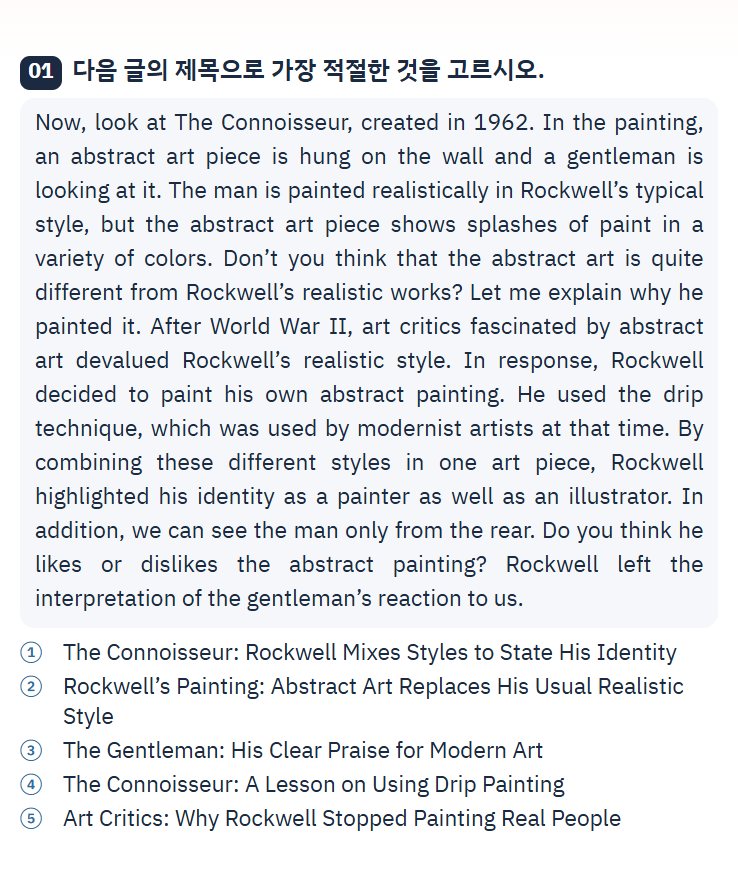 01 다음 글의 제목으로 가장 적절한 것을 고르시오.
Now, look at The Connoisseur, created in 1962. In the painting,
an abstract art piece is hung on the wall and a gentleman is
looking at it. The man is painted realistically in Rockwell’s typical
style, but the abstract art piece shows splashes of paint in a
variety of colors. Don’t you think that the abstract art is quite
different from Rockwell’s realistic works? Let me explain why he
painted it. After World War II, art critics fascinated by abstract
art devalued Rockwell’s realistic style. In response, Rockwell
decided to paint his own abstract painting. He used the drip
technique, which was used by modernist artists at that time. By
combining these different styles in one art piece, Rockwell
highlighted his identity as a painter as well as an illustrator. In
addition, we can see the man only from the rear. Do you think he
likes or dislikes the abstract painting? Rockwell left the
interpretation of the gentleman’s reaction to us.
① The Connoisseur: Rockwell Mixes Styles to State His Identity
② Rockwell’s Painting: Abstract Art Replaces His Usual Realistic
Style
③ The Gentleman: His Clear Praise for Modern Art
④ The Connoisseur: A Lesson on Using Drip Painting
⑤ Art Critics: Why Rockwell Stopped Painting Real People